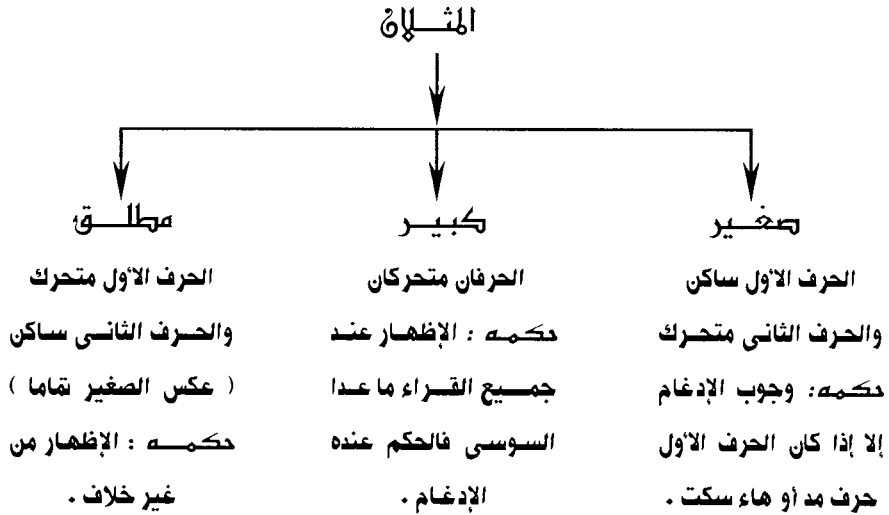 المثلان
صغير
الحرف الأول ساكن
والحرف الثانى متحرك
حكمه: وجوب الإدغام
إلا إذا كان الحرف الأول
حرف مد أو هاء سكت .
كبير
الحرفان متحركان
حكمه : الإظهار عند
جميع القراء ما عدا
السوسى فالحكم عنده
الإدغام .
مطلق
الحرف الأول متحرك
والحرف الثانى ساكن
( عكس الصغير تماما )
حكمه : الإظهار من
غير خلاف .